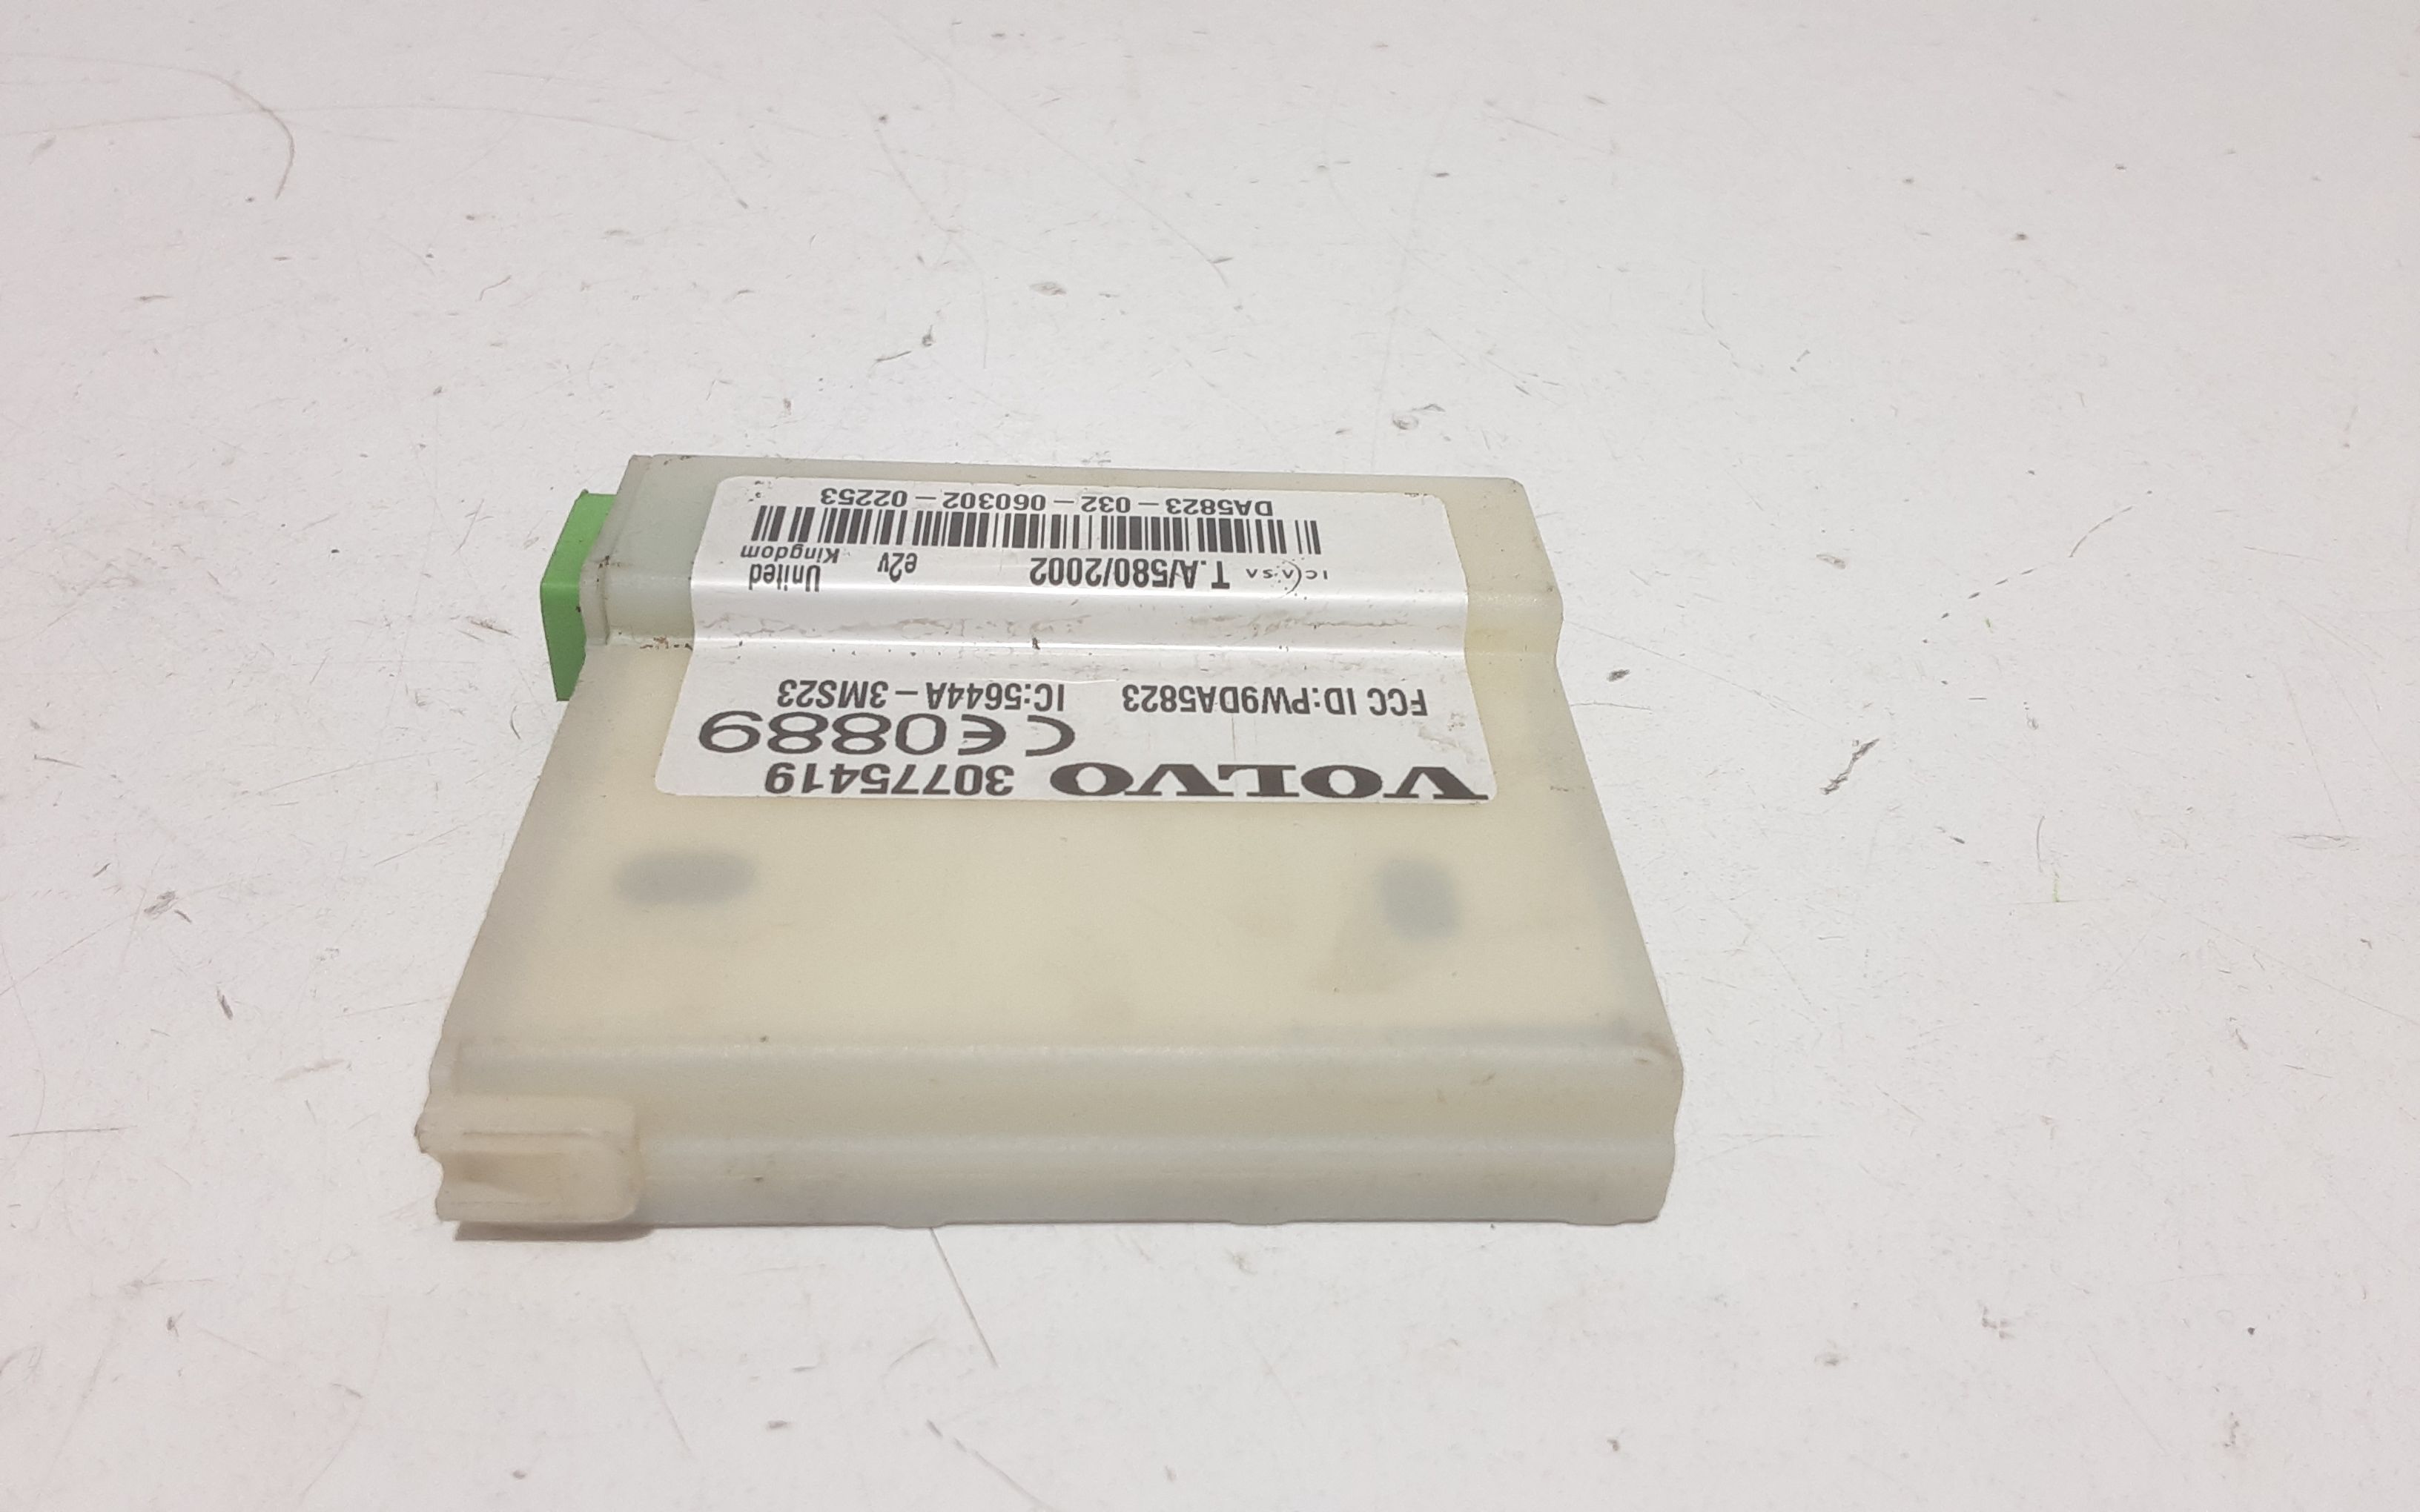 VOLVO 30775419
CE0889
FCC ID:PW9DA5823 IC:5644A-3MS23
ICASA T.A/580/2002 e2v United Kingdom
DA5823-032-060302-02253